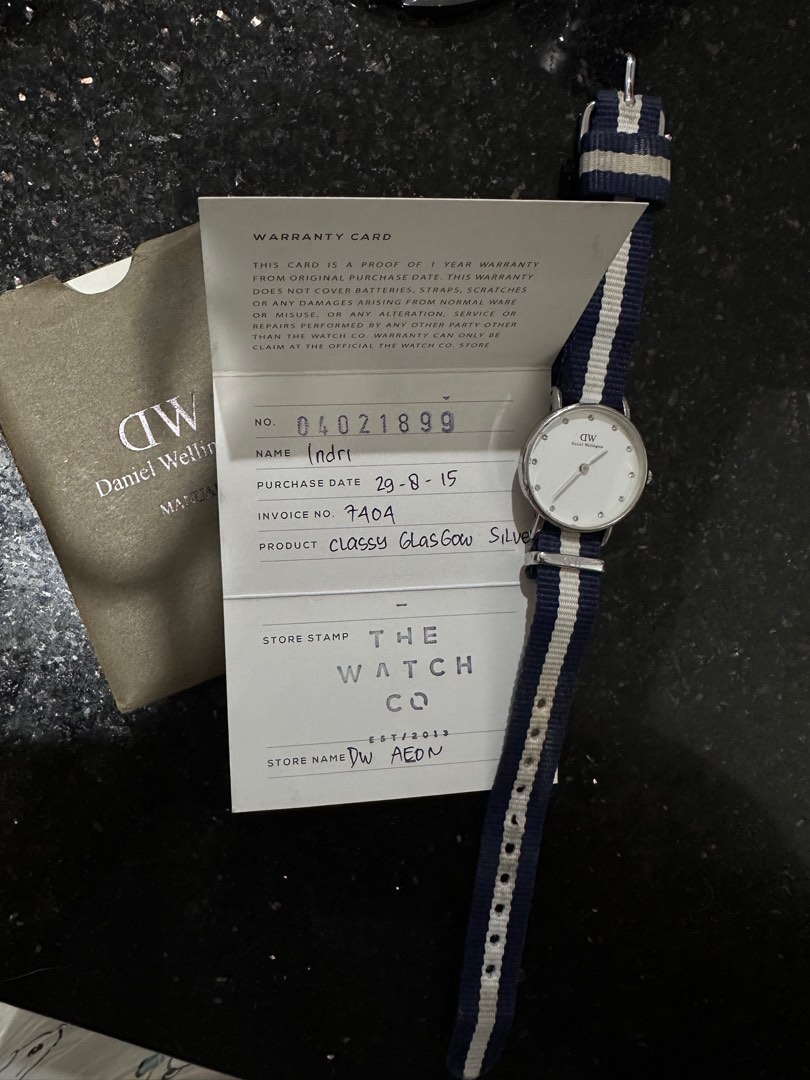 WARRANTY CARD
THIS CARD IS A PROOF OF 1 YEAR WARRANTY
FROM ORIGINAL PURCHASE DATE. THIS WARRANTY
DOES NOT COVER BATTERIES, STRAPS, SCRATCHES
OR ANY DAMAGES ARISING FROM NORMAL WARE
OR MISUSE, OR ANY ALTERATION, SERVICE OR
REPAIRS PERFORMED BY ANY OTHER PARTY OTHER
THAN THE WATCH CO. WARRANTY CAN ONLY BE
CLAIM AT THE OFFICIAL THE WATCH CO. STORE
NO. 04021899
NAME Indri
PURCHASE DATE 29-8-15
INVOICE NO. 7404
PRODUCT Classy Glasgow Silve
STORE STAMP THE
WATCH
CO
EST/2013
STORE NAME DW AEON
DW
Daniel Wellin
MANUA
DW
Daniel Wellington